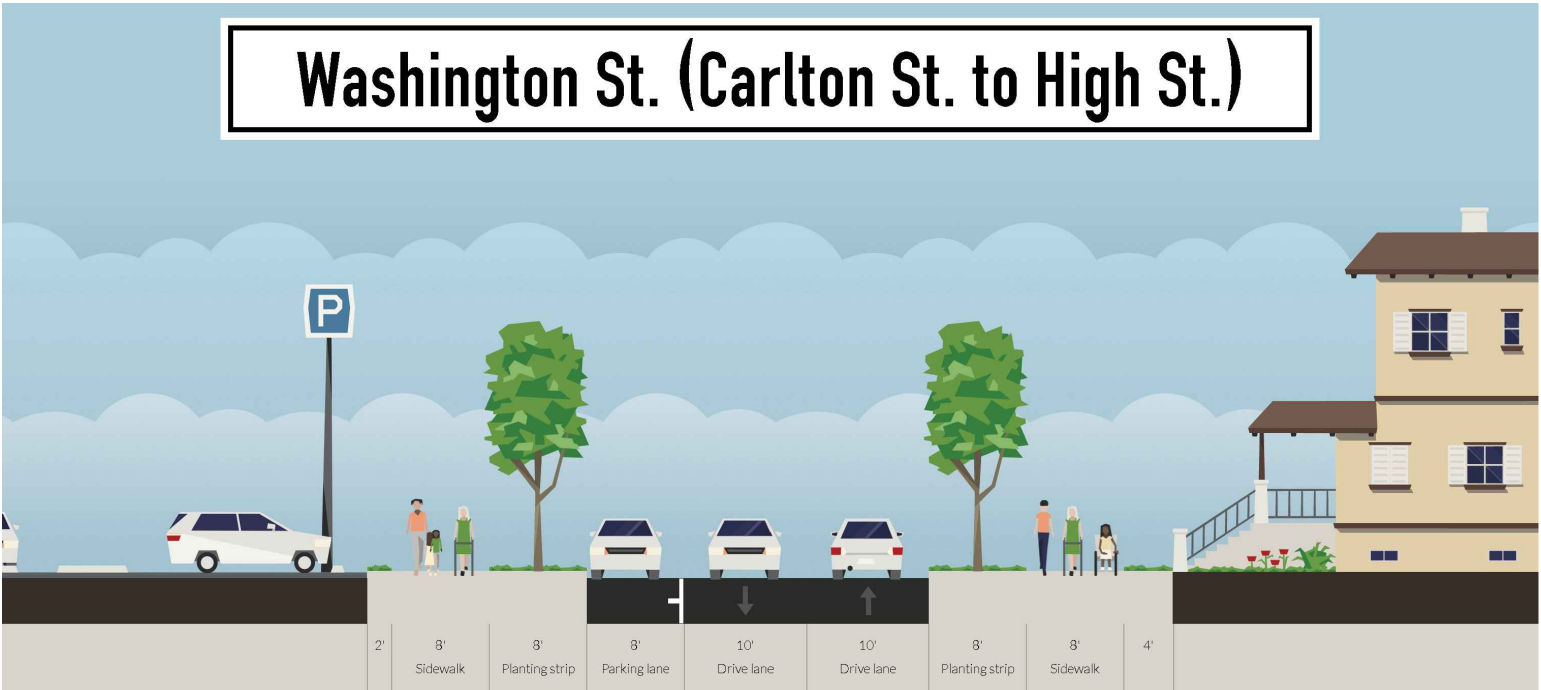 Washington St. (Carlton St. to High St.)
P
2' 8' 8' 8' 10' 10' 8' 8' 4'
Sidewalk Planting strip Parking lane Drive lane Drive lane Planting strip Sidewalk